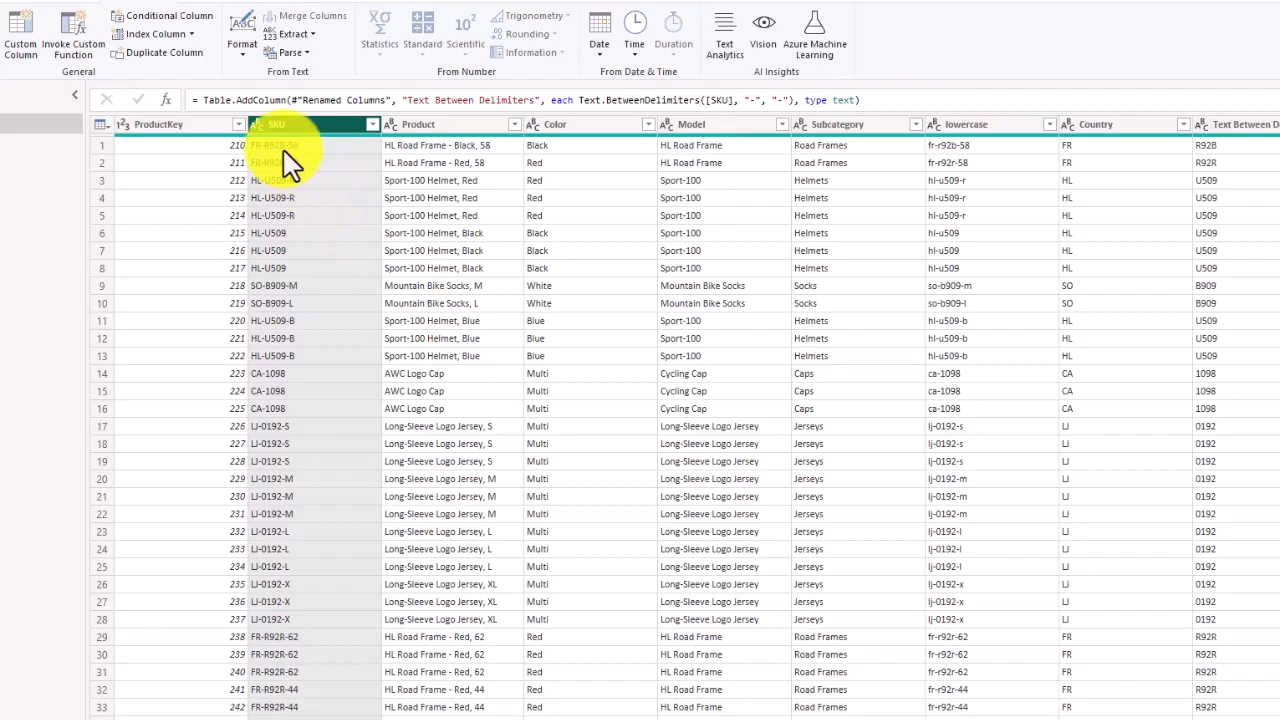 Conditional Column
Index Column
Duplicate Column
Custom Column
Invoke Custom Function
General
Format
Merge Columns
Extract
Parse
From Text
Statistics
Standard
Scientific
Trigonometry
Rounding
Information
From Number
Date
Time
Duration
From Date & Time
Text Analytics
Vision
Azure Machine Learning
AI Insights
= Table.AddColumn(#"Renamed Columns", "Text Between Delimiters", each Text.BetweenDelimiters([SKU], "-", "-"), type text)
ProductKey SKU Product Color Model Subcategory lowercase Country Text Between D
1 210 FR-R92B-58 HL Road Frame - Black, 58 Black HL Road Frame Road Frames fr-r92b-58 FR R92B
2 211 HL Road Frame - Red, 58 Red HL Road Frame Road Frames fr-r92r-58 FR R92R
3 212 HL-U509-R Sport-100 Helmet, Red Red Sport-100 Helmets hl-u509-r HL U509
4 213 HL-U509-R Sport-100 Helmet, Red Red Sport-100 Helmets hl-u509-r HL U509
5 214 HL-U509-R Sport-100 Helmet, Red Red Sport-100 Helmets hl-u509-r HL U509
6 215 HL-U509 Sport-100 Helmet, Black Black Sport-100 Helmets hl-u509 HL U509
7 216 HL-U509 Sport-100 Helmet, Black Black Sport-100 Helmets hl-u509 HL U509
8 217 HL-U509 Sport-100 Helmet, Black Black Sport-100 Helmets hl-u509 HL U509
9 218 SO-B909-M Mountain Bike Socks, M White Mountain Bike Socks Socks so-b909-m SO B909
10 219 SO-B909-L Mountain Bike Socks, L White Mountain Bike Socks Socks so-b909-l SO B909
11 220 HL-U509-B Sport-100 Helmet, Blue Blue Sport-100 Helmets hl-u509-b HL U509
12 221 HL-U509-B Sport-100 Helmet, Blue Blue Sport-100 Helmets hl-u509-b HL U509
13 222 HL-U509-B Sport-100 Helmet, Blue Blue Sport-100 Helmets hl-u509-b HL U509
14 223 CA-1098 AWC Logo Cap Multi Cycling Cap Caps ca-1098 CA 1098
15 224 CA-1098 AWC Logo Cap Multi Cycling Cap Caps ca-1098 CA 1098
16 225 CA-1098 AWC Logo Cap Multi Cycling Cap Caps ca-1098 CA 1098
17 226 LJ-0192-S Long-Sleeve Logo Jersey, S Multi Long-Sleeve Logo Jersey Jerseys lj-0192-s LJ 0192
18 227 LJ-0192-S Long-Sleeve Logo Jersey, S Multi Long-Sleeve Logo Jersey Jerseys lj-0192-s LJ 0192
19 228 LJ-0192-S Long-Sleeve Logo Jersey, S Multi Long-Sleeve Logo Jersey Jerseys lj-0192-s LJ 0192
20 229 LJ-0192-M Long-Sleeve Logo Jersey, M Multi Long-Sleeve Logo Jersey Jerseys lj-0192-m LJ 0192
21 230 LJ-0192-M Long-Sleeve Logo Jersey, M Multi Long-Sleeve Logo Jersey Jerseys lj-0192-m LJ 0192
22 231 LJ-0192-M Long-Sleeve Logo Jersey, M Multi Long-Sleeve Logo Jersey Jerseys lj-0192-m LJ 0192
23 232 LJ-0192-L Long-Sleeve Logo Jersey, L Multi Long-Sleeve Logo Jersey Jerseys lj-0192-l LJ 0192
24 233 LJ-0192-L Long-Sleeve Logo Jersey, L Multi Long-Sleeve Logo Jersey Jerseys lj-0192-l LJ 0192
25 234 LJ-0192-L Long-Sleeve Logo Jersey, L Multi Long-Sleeve Logo Jersey Jerseys lj-0192-l LJ 0192
26 235 LJ-0192-X Long-Sleeve Logo Jersey, XL Multi Long-Sleeve Logo Jersey Jerseys lj-0192-x LJ 0192
27 236 LJ-0192-X Long-Sleeve Logo Jersey, XL Multi Long-Sleeve Logo Jersey Jerseys lj-0192-x LJ 0192
28 237 LJ-0192-X Long-Sleeve Logo Jersey, XL Multi Long-Sleeve Logo Jersey Jerseys lj-0192-x LJ 0192
29 238 FR-R92R-62 HL Road Frame - Red, 62 Red HL Road Frame Road Frames fr-r92r-62 FR R92R
30 239 FR-R92R-62 HL Road Frame - Red, 62 Red HL Road Frame Road Frames fr-r92r-62 FR R92R
31 240 FR-R92R-62 HL Road Frame - Red, 62 Red HL Road Frame Road Frames fr-r92r-62 FR R92R
32 241 FR-R92R-44 HL Road Frame - Red, 44 Red HL Road Frame Road Frames fr-r92r-44 FR R92R
33 242 FR-R92R-44 HL Road Frame - Red, 44 Red HL Road Frame Road Frames fr-r92r-44 FR R92R